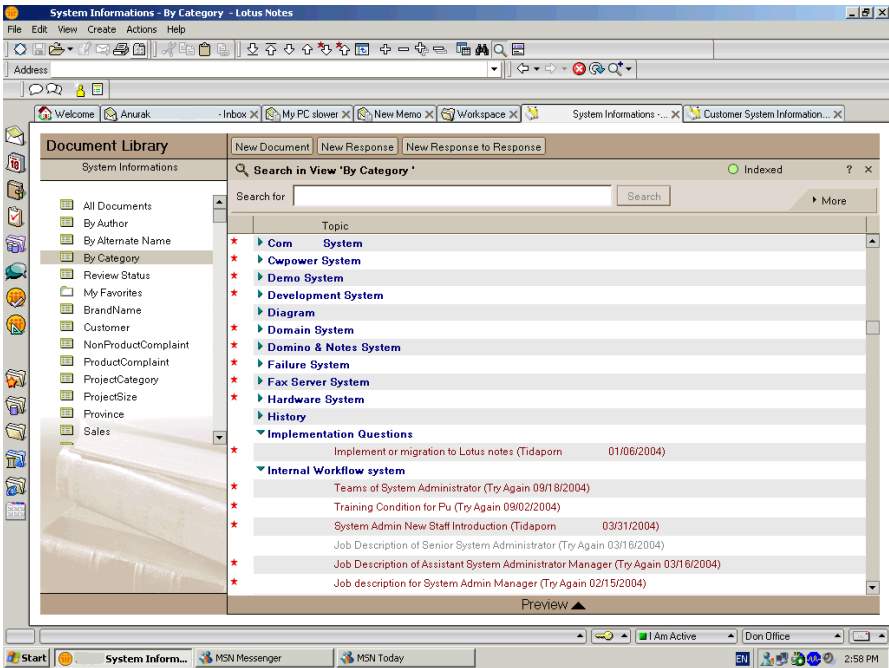 System Informations - By Category - Lotus Notes
File Edit View Create Actions Help
Address
Welcome Anurak - Inbox My PC slower New Memo Workspace System Informations -... Customer System Information...
Document Library
New Document New Response New Response to Response
System Informations
Search in View 'By Category '
Indexed ?
Search for Search More
All Documents
By Author
By Alternate Name
By Category
Review Status
My Favorites
BrandName
Customer
NonProductComplaint
ProductComplaint
ProjectCategory
ProjectSize
Province
Sales
Topic
Com System
Cwpower System
Demo System
Development System
Diagram
Domain System
Domino & Notes System
Failure System
Fax Server System
Hardware System
History
Implementation Questions
Implement or migration to Lotus notes (Tidaporn 01/06/2004)
Internal Workflow system
Teams of System Administrator (Try Again 09/18/2004)
Training Condition for Pu (Try Again 09/02/2004)
System Admin New Staff Introduction (Tidaporn 03/31/2004)
Job Description of Senior System Administrator (Try Again 03/16/2004)
Job Description of Assistant System Administrator Manager (Try Again 03/16/2004)
Job description for System Admin Manager (Try Again 02/15/2004)
Preview
I Am Active Don Office
Start System Inform... MSN Messenger MSN Today EN 2:58 PM